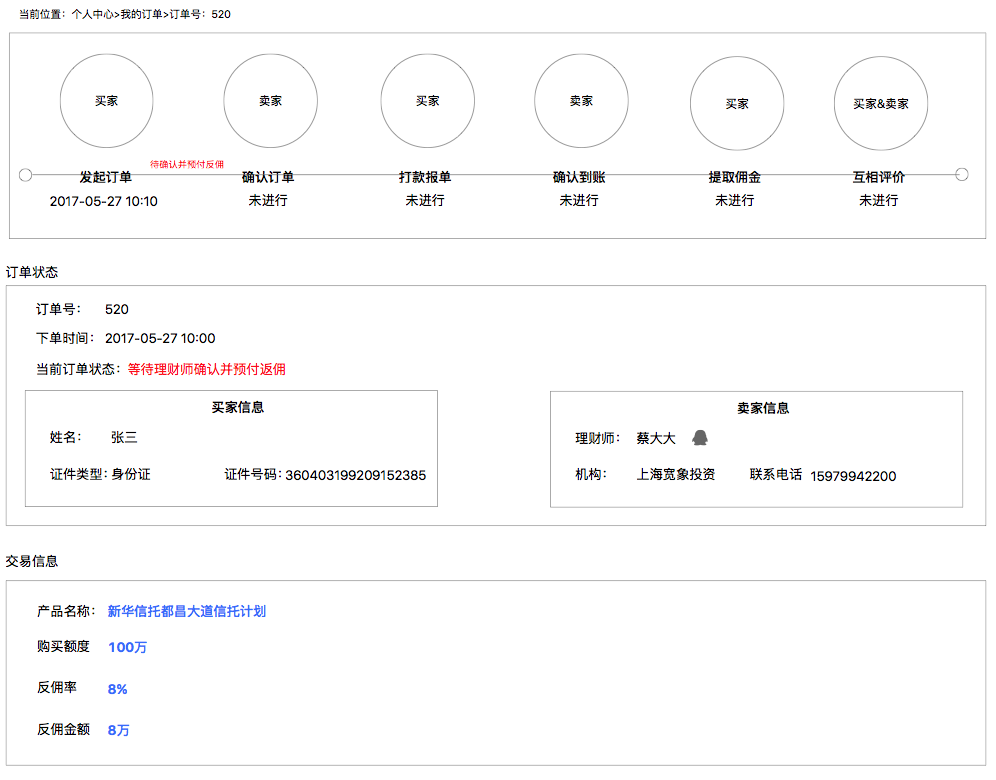 当前位置：个人中心>我的订单>订单号：520
买家 卖家 买家 卖家 买家 买家&卖家
待确认并预付反佣
发起订单 确认订单 打款报单 确认到账 提取佣金 互相评价
2017-05-27 10:10 未进行 未进行 未进行 未进行 未进行
订单状态
订单号： 520
下单时间： 2017-05-27 10:00
当前订单状态：等待理财师确认并预付返佣
买家信息
姓名： 张三
证件类型：身份证 证件号码：360403199209152385
卖家信息
理财师： 蔡大大
机构： 上海宽象投资 联系电话 15979942200
交易信息
产品名称： 新华信托都昌大道信托计划
购买额度 100万
反佣率 8%
反佣金额 8万